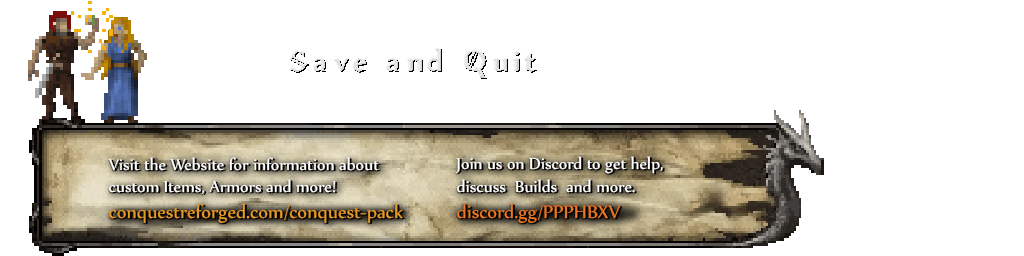 Save and Quit
Visit the Website for information about
custom Items, Armors and more!
conquestreforged.com/conquest-pack
Join us on Discord to get help,
discuss Builds and more.
discord.gg/PPPHBXV